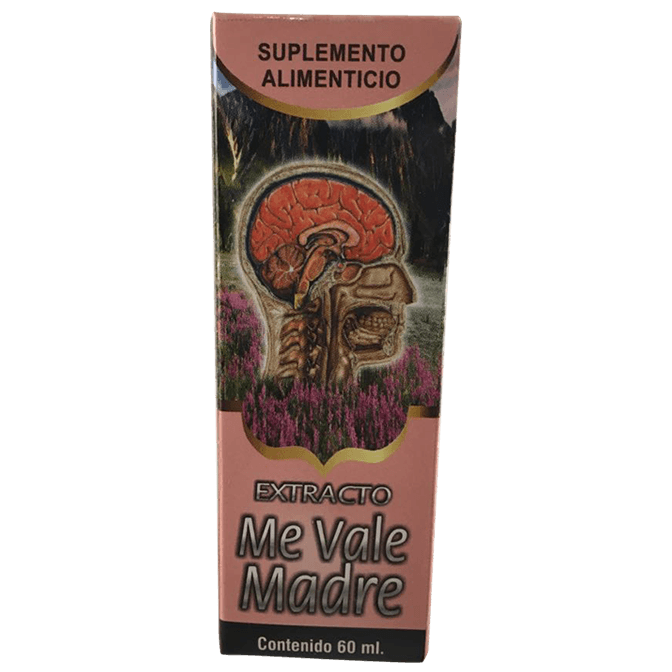 SUPLEMENTO
ALIMENTICIO
EXTRACTO
Me Vale
Madre
Contenido 60 ml.